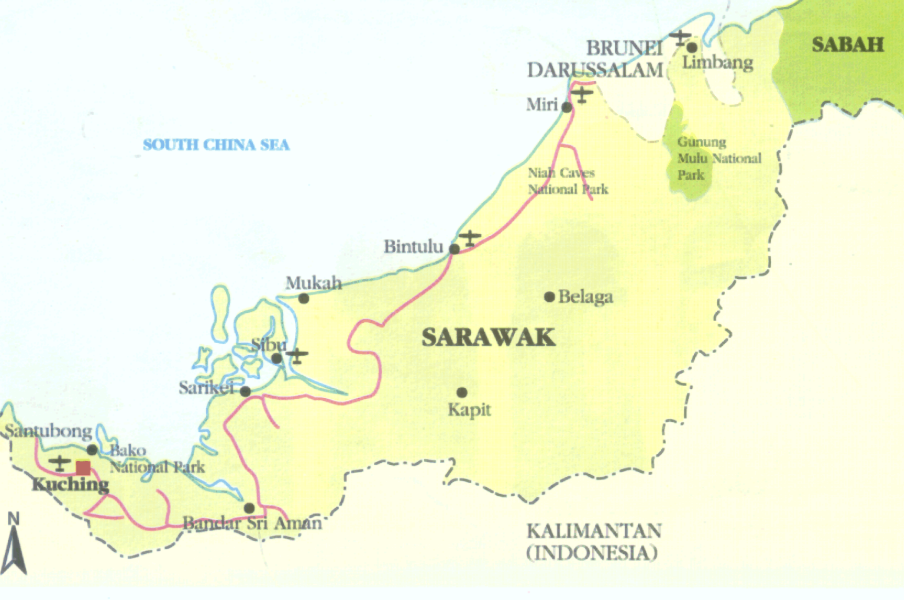 BRUNEI
DARUSSALAM
Limbang
SABAH
Miri
SOUTH CHINA SEA
Gunung
Mulu National
Park
Niah Caves
National Park
Bintulu
Mukah
Belaga
SARAWAK
Sibu
Sarikei
Kapit
Santubong
Bako
National Park
Kuching
Bandar Sri Aman
N
KALIMANTAN
(INDONESIA)